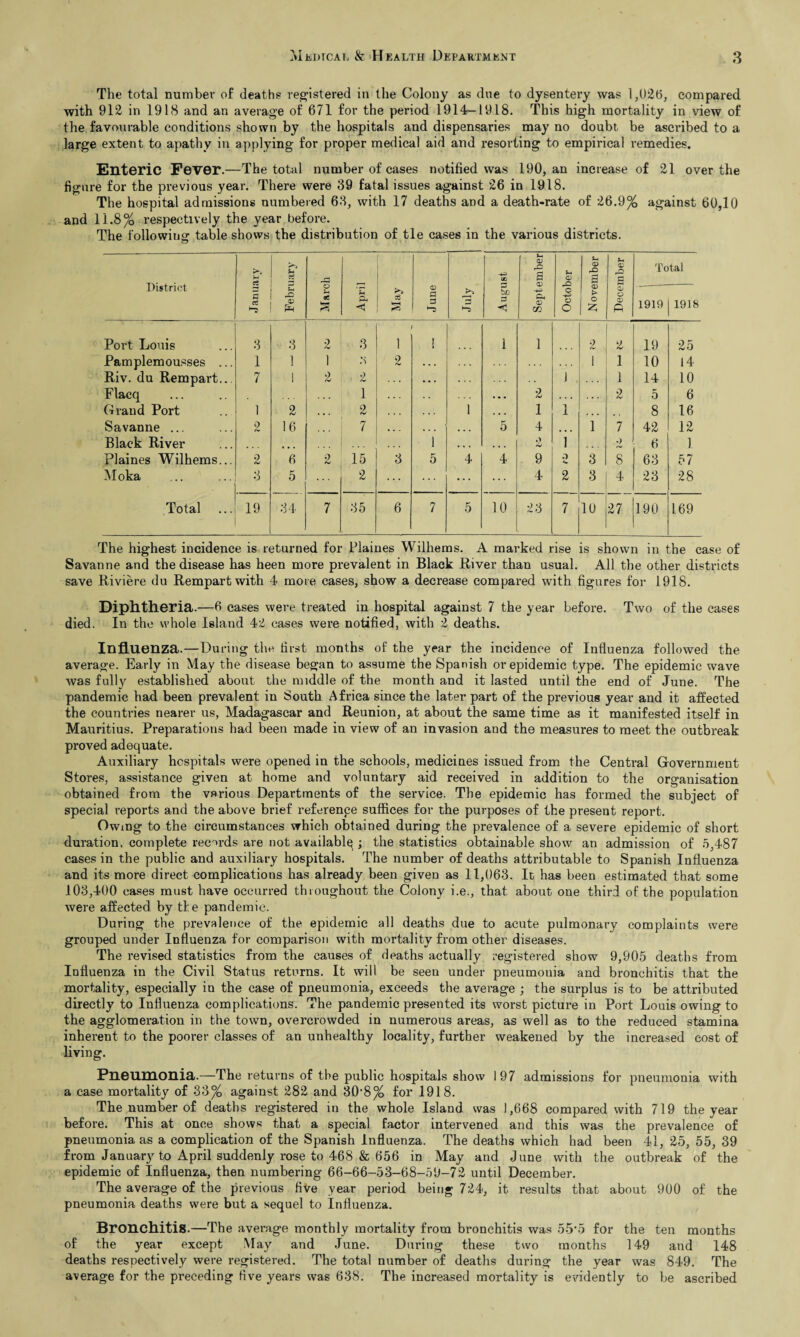 MEDICAL & HEALTH DEPARTMENT 3
The total number of deaths registered in the Colony as due to dysentery was 1,026, compared
with 912 in 1918 and an average of 671 for the period 1914–1918. This high mortality in view of
the favourable conditions shown by the hospitals and dispensaries may no doubt be ascribed to a
large extent to apathy in applying for proper medical aid and resorting to empirical remedies.
Enteric Fever.—The total number of cases notified was 190, an increase of 21 over the
figure for the previous year. There were 39 fatal issues against 26 in 1918.
The hospital admissions numbered 63, with 17 deaths and a death-rate of 26.9% against 60,10
and 11.8% respectively the year before.
The following table shows the distribution of tle cases in the various districts.
District January February March April May June July August September October November December Total
1919 1918
Port Louis ... 3 3 2 3 1 1 ... 1 1 ... 2 2 19 25
Pamplemousses ... 1 1 1 3 2 ... ... ... ... ... 1 1 10 14
Riv. du Rempart... 7 1 2 2 ... ... ... ... .. 1 ... 1 14 10
Flacq ... .. . ... ... 1 ... .. ... ... 2 ... ... 2 5 6
Grand Port .. 1 2 ... 2 ... ... 1 ... 1 1 ... .. 8 16
Savanne ... ... 2 16 ... 7 ... ... ... 5 4 ... 1 7 42 12
Black River ... ... ... ... ... ... 1 ... ... 2 1 ... 2 6 1
Plaines Wilhems... 2 6 2 15 3 5 4 4 9 2 3 8 63 57
Moka ... ... 3 5 ... 2 ... ... ... ... 4 2 3 4 23 28
Total ... 19 34 7 35 6 7 5 10 23 7 10 27 190 169
The highest incidence is returned for Plaines Wilhems. A marked rise is shown in the case of
Savanne and the disease has heen more prevalent in Black River than usual. All the other districts
save Rivière du Rempart with 4 more cases, show a decrease compared with figures for 1918.
Diphtheria.—6 cases were treated in hospital against 7 the year before. Two of the cases
died. In the whole Island 42 cases were notified, with 2 deaths.
Influenza.—During the first months of the year the incidence of Influenza followed the
average. Early in May the disease began to assume the Spanish or epidemic type. The epidemic wave
was fully established about the middle of the month and it lasted until the end of June. The
pandemic had been prevalent in South Africa since the later part of the previous year and it affected
the countries nearer us, Madagascar and Reunion, at about the same time as it manifested itself in
Mauritius. Preparations had been made in view of an invasion and the measures to meet the outbreak
proved adequate.
Auxiliary hospitals were opened in the schools, medicines issued from the Central Government
Stores, assistance given at home and voluntary aid received in addition to the organisation
obtained from the various Departments of the service. The epidemic has formed the subject of
special reports and the above brief reference suffices for the purposes of the present report.
Owing to the circumstances which obtained during the prevalence of a severe epidemic of short
duration, complete records are not available ; the statistics obtainable show an admission of 5,487
cases in the public and auxiliary hospitals. The number of deaths attributable to Spanish Influenza
and its more direct complications has already been given as 11,063. It has been estimated that some
103,400 cases must have occurred throughout the Colony i.e., that about one third of the population
were affected by the pandemic.
During the prevalence of the epidemic all deaths due to acute pulmonary complaints were
grouped under Influenza for comparison with mortality from other diseases.
The revised statistics from the causes of deaths actually registered show 9,905 deaths from
Influenza in the Civil Status returns. It will be seen under pneumonia and bronchitis that the
mortality, especially in the case of pneumonia, exceeds the average ; the surplus is to be attributed
directly to Influenza complications. The pandemic presented its worst picture in Port Louis owing to
the agglomeration in the town, overcrowded in numerous areas, as well as to the reduced stamina
inherent to the poorer classes of an unhealthy locality, further weakened by the increased cost of
living.
Pneumonia.—The returns of the public hospitals show 197 admissions for pneumonia with
a case mortality of 33% against 282 and 30·8% for 1918.
The number of deaths registered in the whole Island was 1,668 compared with 719 the year
before. This at once shows that a special factor intervened and this was the prevalence of
pneumonia as a complication of the Spanish Influenza. The deaths which had been 41, 25, 55, 39
from January to April suddenly rose to 468 & 656 in May and June with the outbreak of the
epidemic of Influenza, then numbering 66–66–53–68–59–72 until December.
The average of the previous five year period being 724, it results that about 900 of the
pneumonia deaths were but a sequel to Influenza.
Bronchitis.—The average monthly mortality from bronchitis was 55·5 for the ten months
of the year except May and June. During these two months 149 and 148
deaths respectively were registered. The total number of deaths during the year was 849. The
average for the preceding five years was 638. The increased mortality is evidently to be ascribed